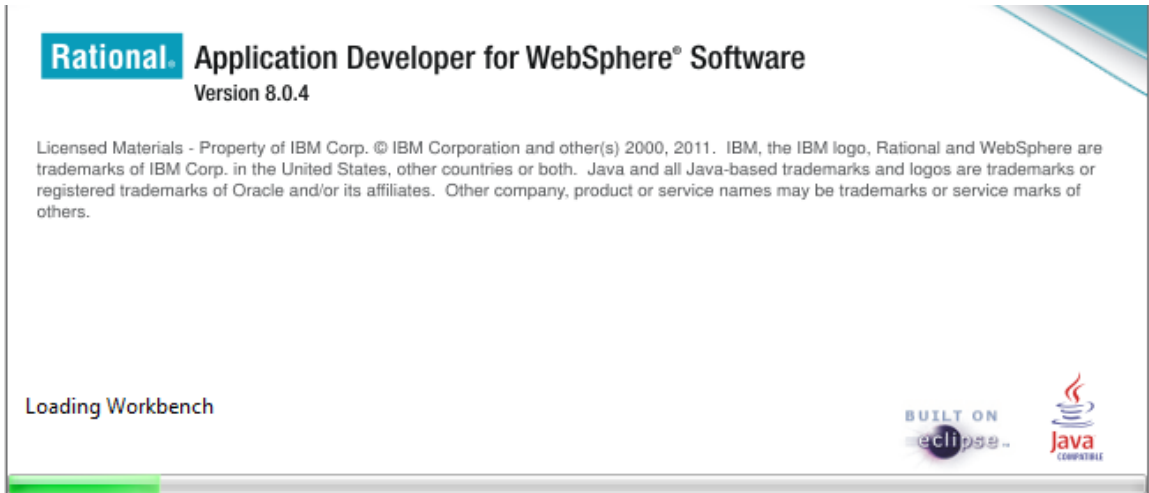 Rational® Application Developer for WebSphere® Software
Version 8.0.4
Licensed Materials - Property of IBM Corp. © IBM Corporation and other(s) 2000, 2011.  IBM, the IBM logo, Rational and WebSphere are
trademarks of IBM Corp. in the United States, other countries or both.  Java and all Java-based trademarks and logos are trademarks or
registered trademarks of Oracle and/or its affiliates.  Other company, product or service names may be trademarks or service marks of
others.
Loading Workbench
BUILT ON
eclipse™
Java
COMPATIBLE